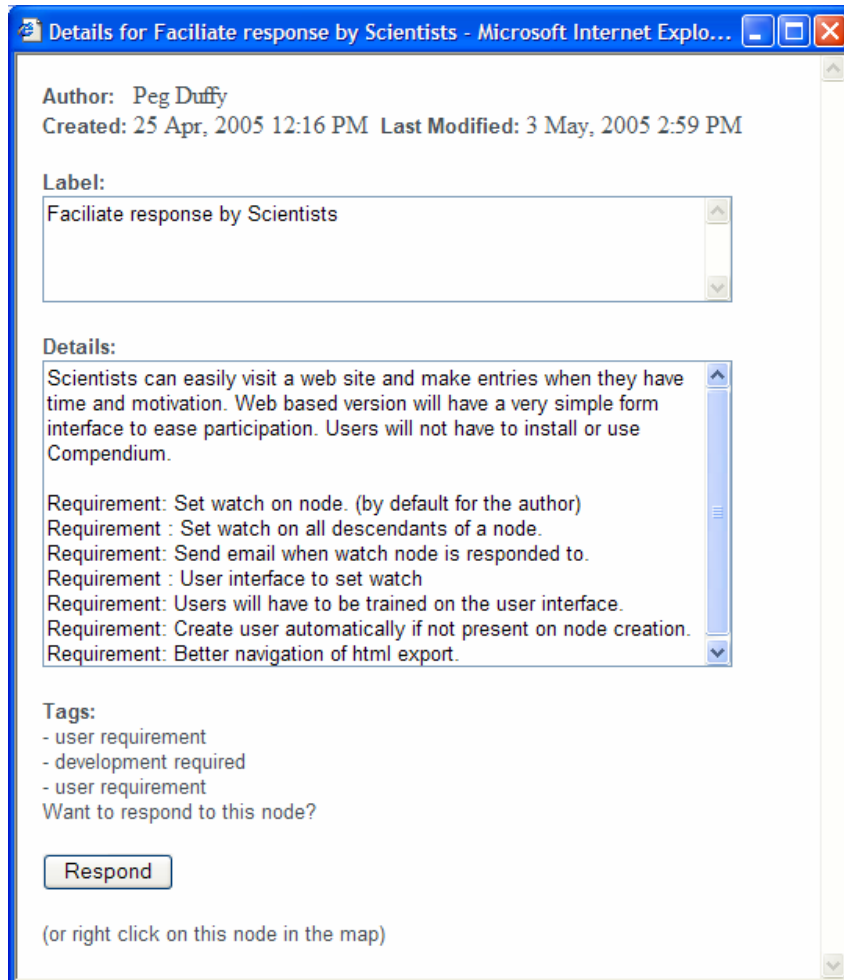 Details for Faciliate response by Scientists - Microsoft Internet Explo...
Author: Peg Duffy
Created: 25 Apr, 2005 12:16 PM Last Modified: 3 May, 2005 2:59 PM
Label:
Faciliate response by Scientists
Details:
Scientists can easily visit a web site and make entries when they have
time and motivation. Web based version will have a very simple form
interface to ease participation. Users will not have to install or use
Compendium.
Requirement: Set watch on node. (by default for the author)
Requirement : Set watch on all descendants of a node.
Requirement: Send email when watch node is responded to.
Requirement : User interface to set watch
Requirement: Users will have to be trained on the user interface.
Requirement: Create user automatically if not present on node creation.
Requirement: Better navigation of html export.
Tags:
- user requirement
- development required
- user requirement
Want to respond to this node?
Respond
(or right click on this node in the map)